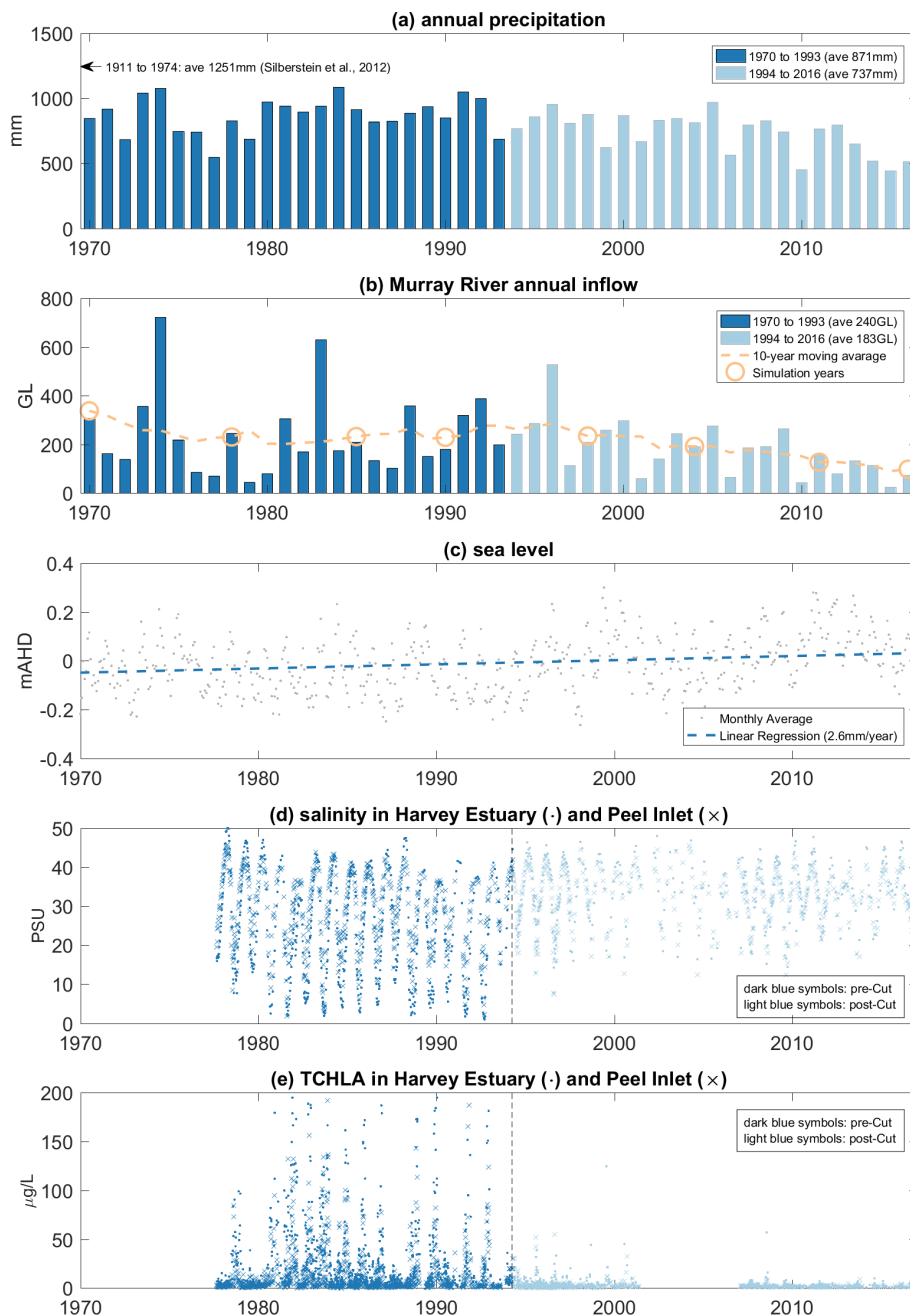 (a) annual precipitation
1500
1000
500
0
mm
1911 to 1974: ave 1251mm (Silberstein et al., 2012)
1970 to 1993 (ave 871mm)
1994 to 2016 (ave 737mm)
1970 1980 1990 2000 2010
(b) Murray River annual inflow
800
600
400
200
0
GL
1970 to 1993 (ave 240GL)
1994 to 2016 (ave 183GL)
10-year moving avarage
Simulation years
1970 1980 1990 2000 2010
(c) sea level
0.4
0.2
0
-0.2
-0.4
mAHD
Monthly Average
Linear Regression (2.6mm/year)
1970 1980 1990 2000 2010
(d) salinity in Harvey Estuary (·) and Peel Inlet (×)
50
40
30
20
10
0
PSU
dark blue symbols: pre-Cut
light blue symbols: post-Cut
1970 1980 1990 2000 2010
(e) TCHLA in Harvey Estuary (·) and Peel Inlet (×)
200
150
100
50
0
μg/L
dark blue symbols: pre-Cut
light blue symbols: post-Cut
1970 1980 1990 2000 2010